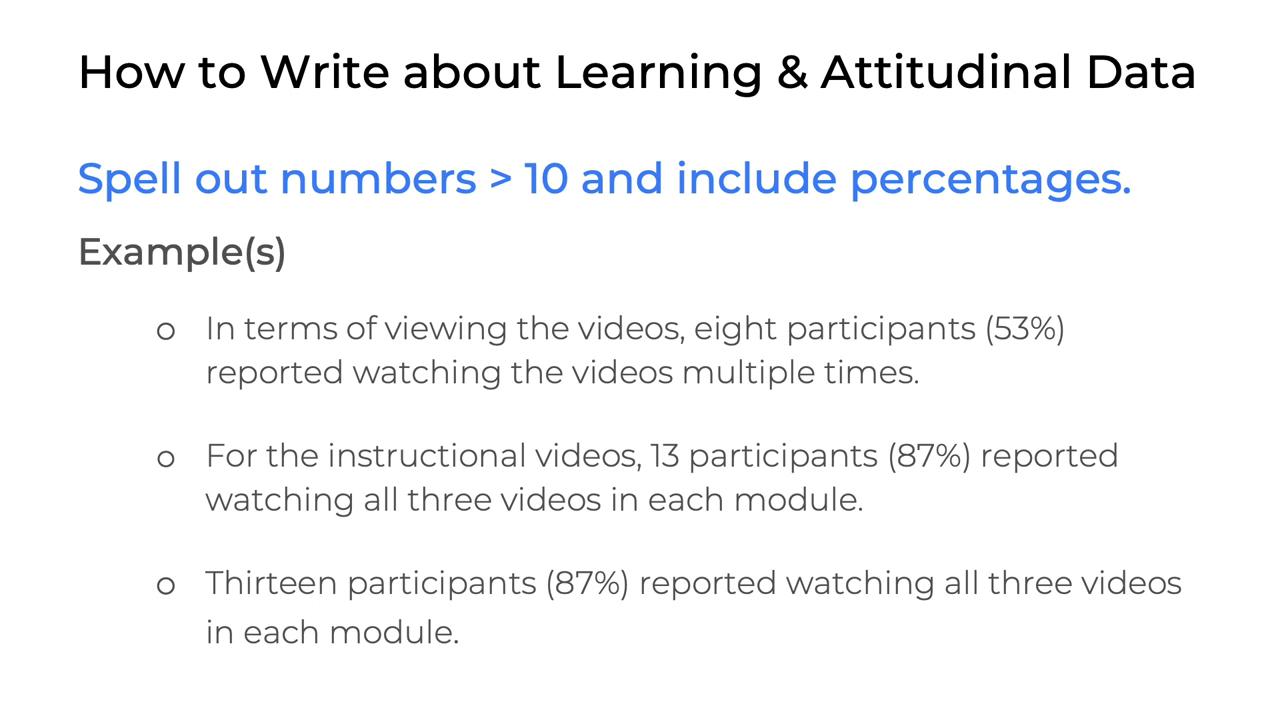 How to Write about Learning & Attitudinal Data
Spell out numbers > 10 and include percentages.
Example(s)
o In terms of viewing the videos, eight participants (53%)
reported watching the videos multiple times.
o For the instructional videos, 13 participants (87%) reported
watching all three videos in each module.
o Thirteen participants (87%) reported watching all three videos
in each module.